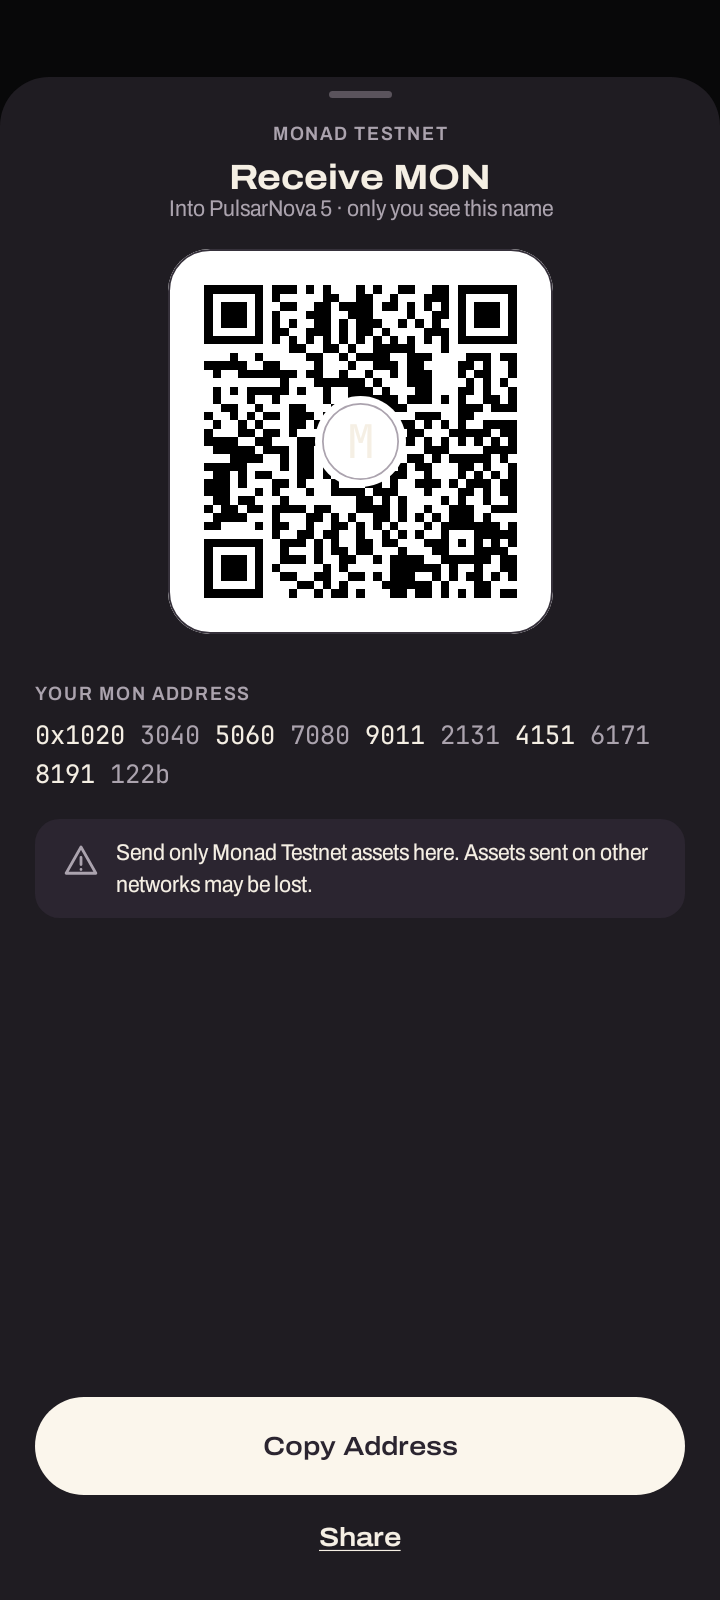 MONAD TESTNET
Receive MON
Into PulsarNova 5 · only you see this name
M
YOUR MON ADDRESS
0x1020 3040 5060 7080 9011 2131 4151 6171
8191 122b
Send only Monad Testnet assets here. Assets sent on other
networks may be lost.
Copy Address
Share